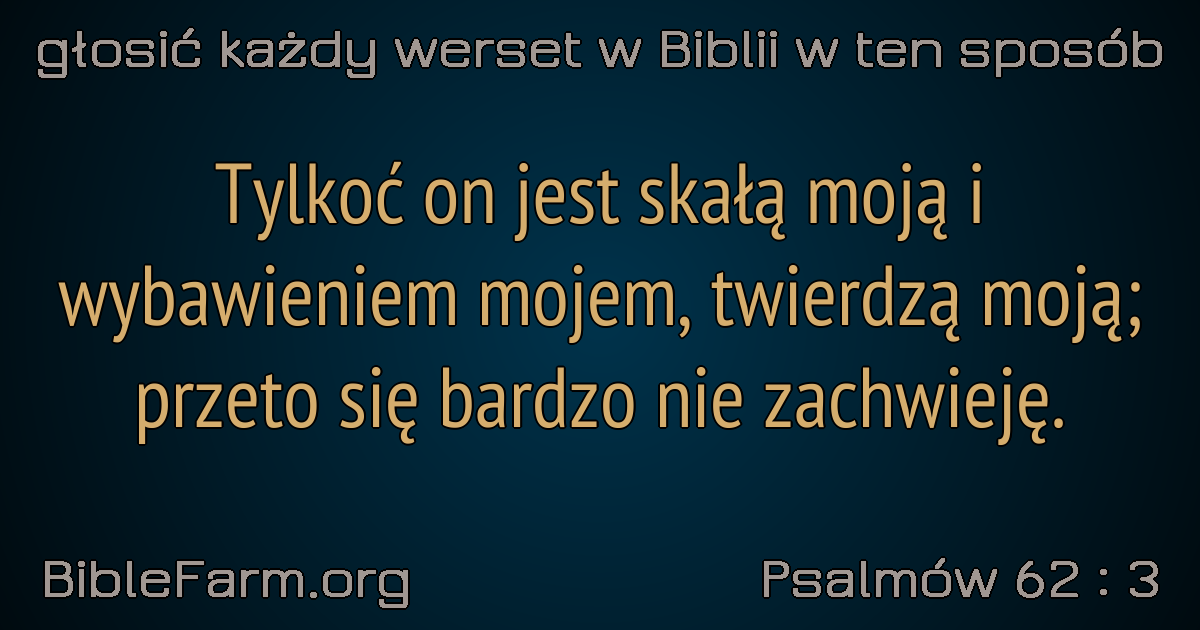 głosić każdy werset w Biblii w ten sposób
Tylkoć on jest skałą moją i
wybawieniem mojem, twierdzą moją;
przeto się bardzo nie zachwieję.
BibleFarm.org
Psalmów 62 : 3